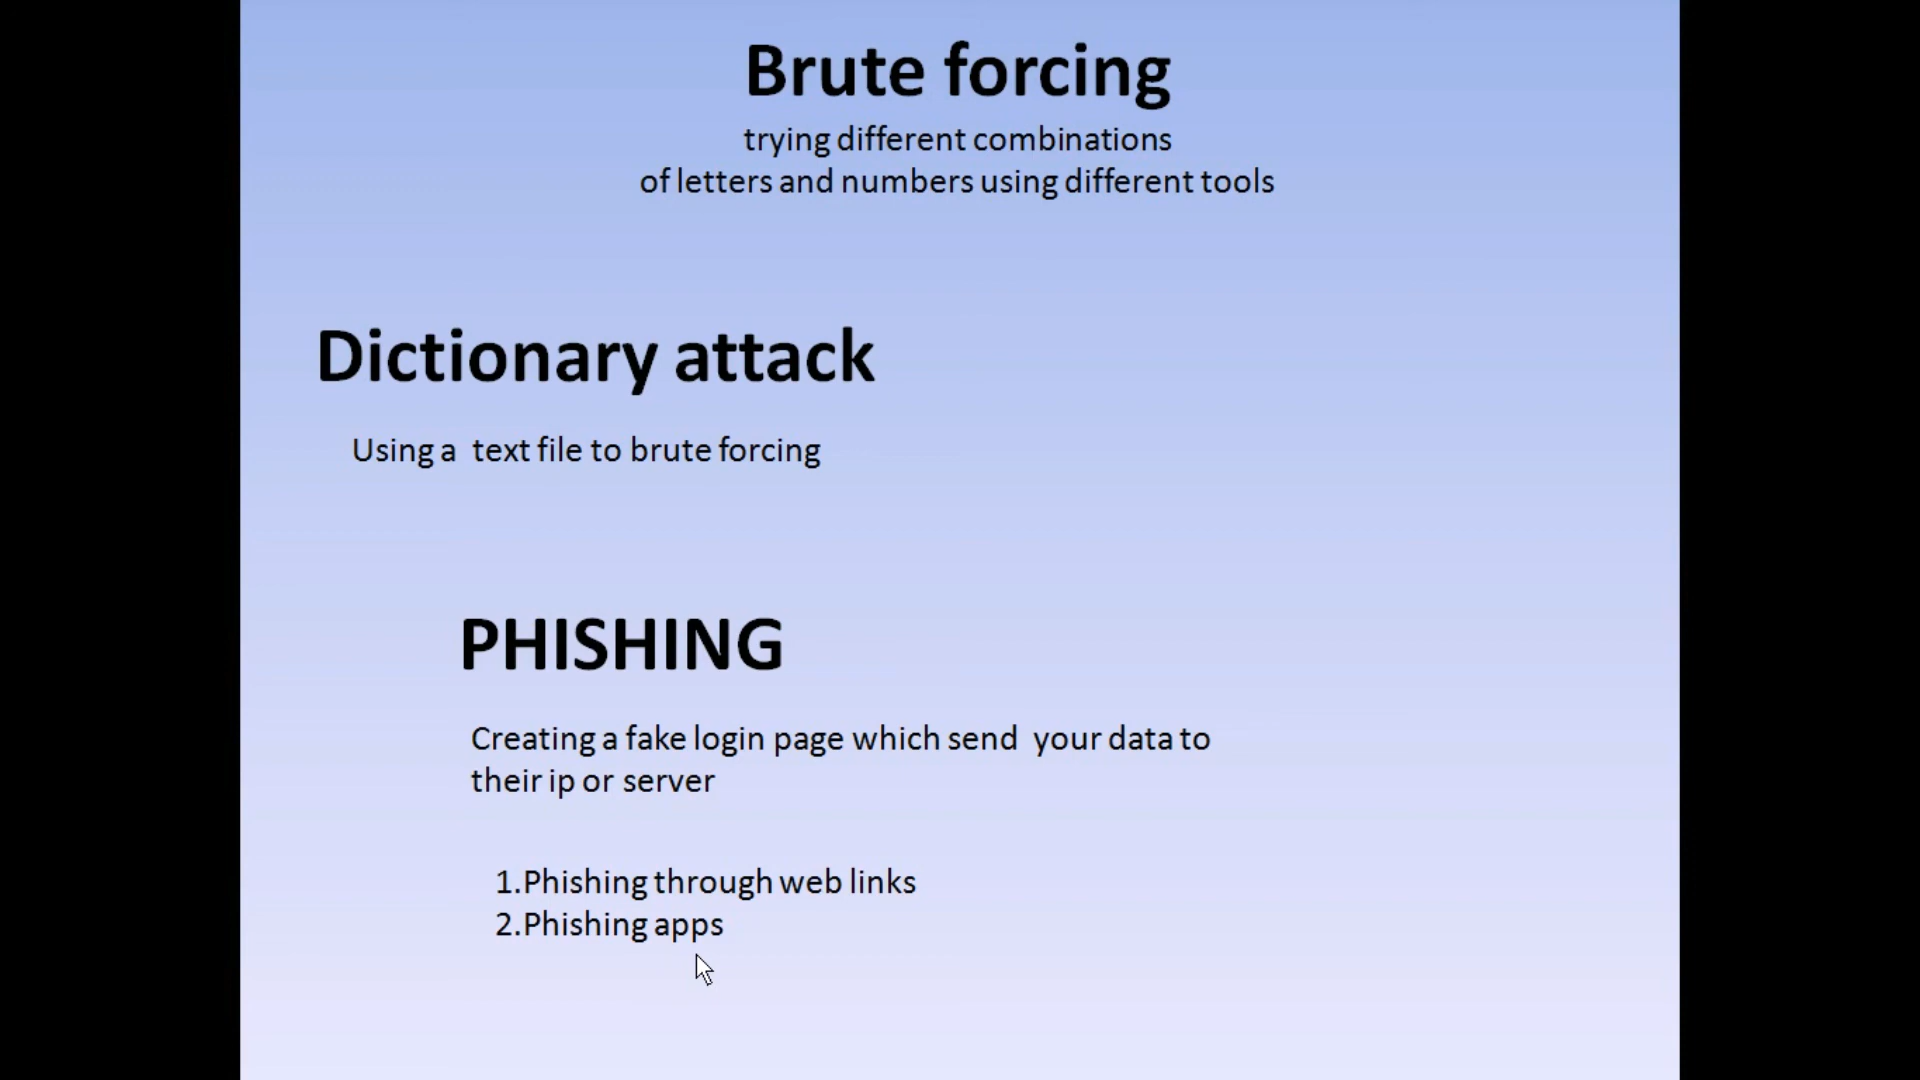 Brute forcing
trying different combinations
of letters and numbers using different tools
Dictionary attack
Using a  text file to brute forcing
PHISHING
Creating a fake login page which send  your data to
their ip or server
1.Phishing through web links
2.Phishing apps